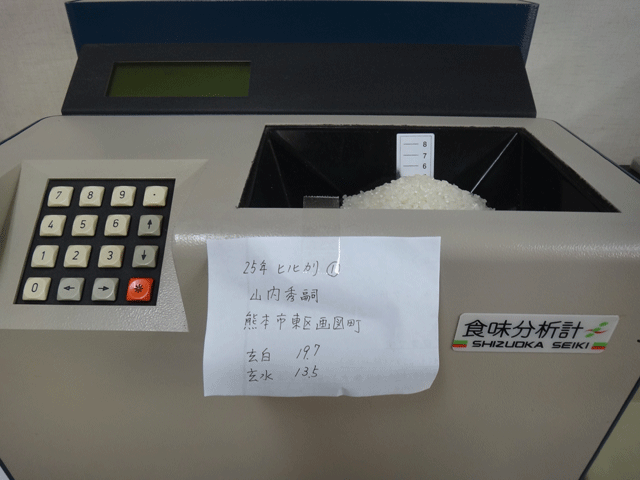 8
7
6
7 8 9 ・
4 5 6 ↑
1 2 3 ↓
0 ← → ※
25年 ヒノヒカリ ①
山内秀嗣
熊本市東区画図町
玄白 19.7
玄水 13.5
食味分析計
SHIZUOKA SEIKI